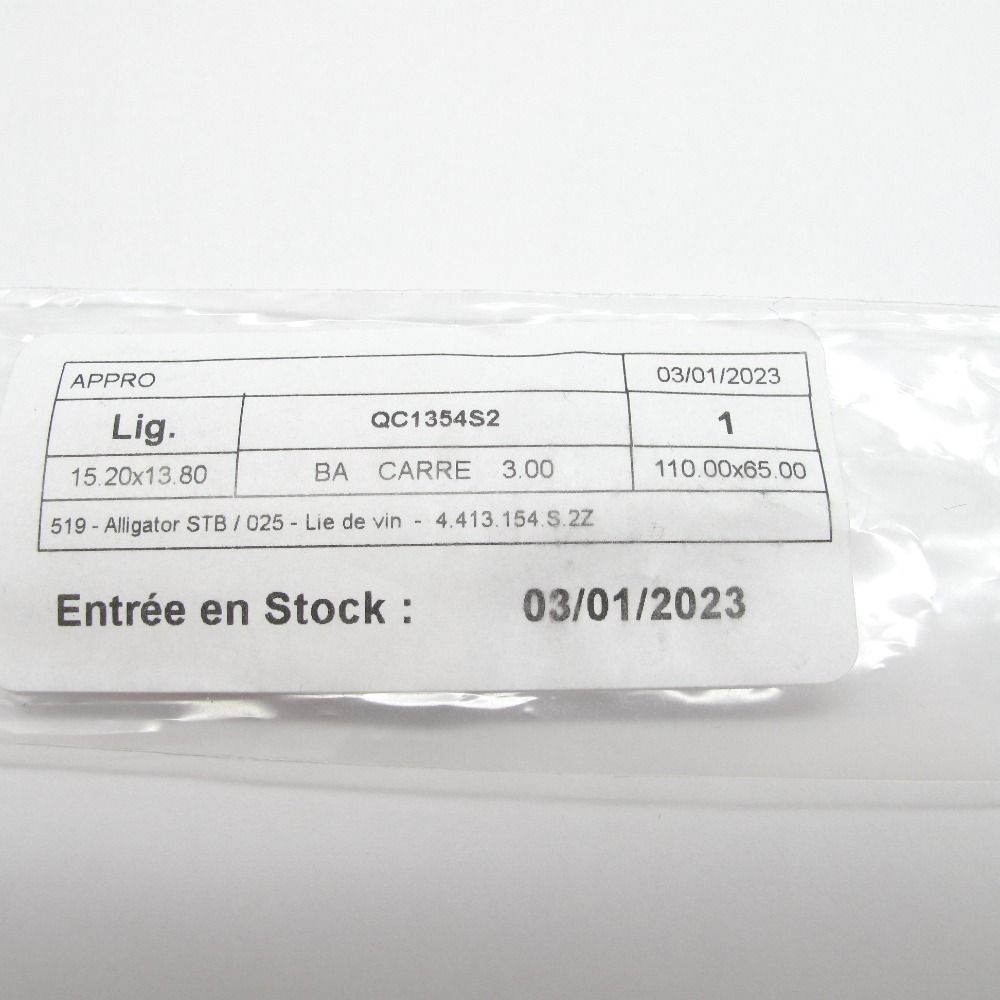 APPRO 03/01/2023
Lig. QC1354S2 1
15.20x13.80 BA CARRE 3.00 110.00x65.00
519 - Alligator STB / 025 - Lie de vin - 4.413.154.S.2Z
Entrée en Stock : 03/01/2023